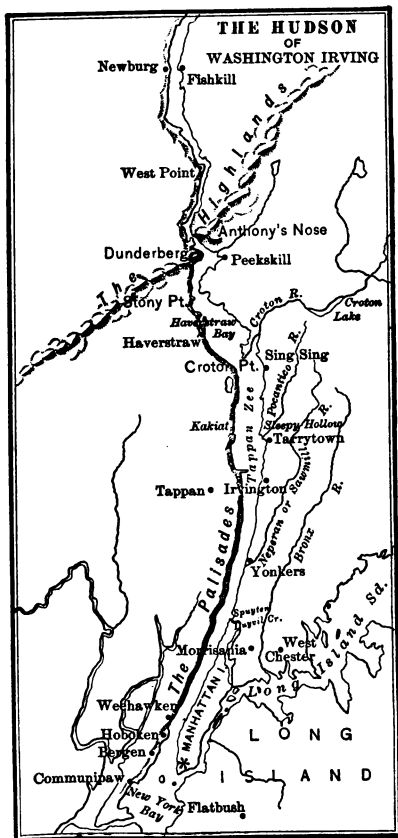 THE HUDSON
OF
WASHINGTON IRVING
Newburg
Fishkill
Highlands
West Point
Anthony's Nose
Dunderberg
Peekskill
The
Stony Pt.
Croton R.
Croton
Lake
Haverstraw
Bay
Haverstraw
Croton Pt.
Sing Sing
Pocantico R.
Tappan Zee
Kakiat
Sleepy Hollow
R.
Tarrytown
Tappan
Irvington
Neperan or Sawmill
Bronx R.
The Palisades
Yonkers
Spuyten
Duyvil Cr.
Morrisania
West
Chester
Long Island Sd.
Weehawken
MANHATTAN I.
Hoboken
LONG
Bergen
Communipaw
ISLAND
New York
Bay
Flatbush